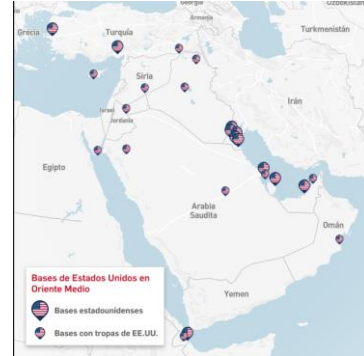 Georgia
Uzbekistán
Armenia
Grecia
Turquía
Turkmenistán
Siria
Irán
Israel
Jordania
Egipto
Arabia
Saudita
Omán
Yemen
Bases de Estados Unidos en
Oriente Medio
Bases estadounidenses
Bases con tropas de EE.UU.